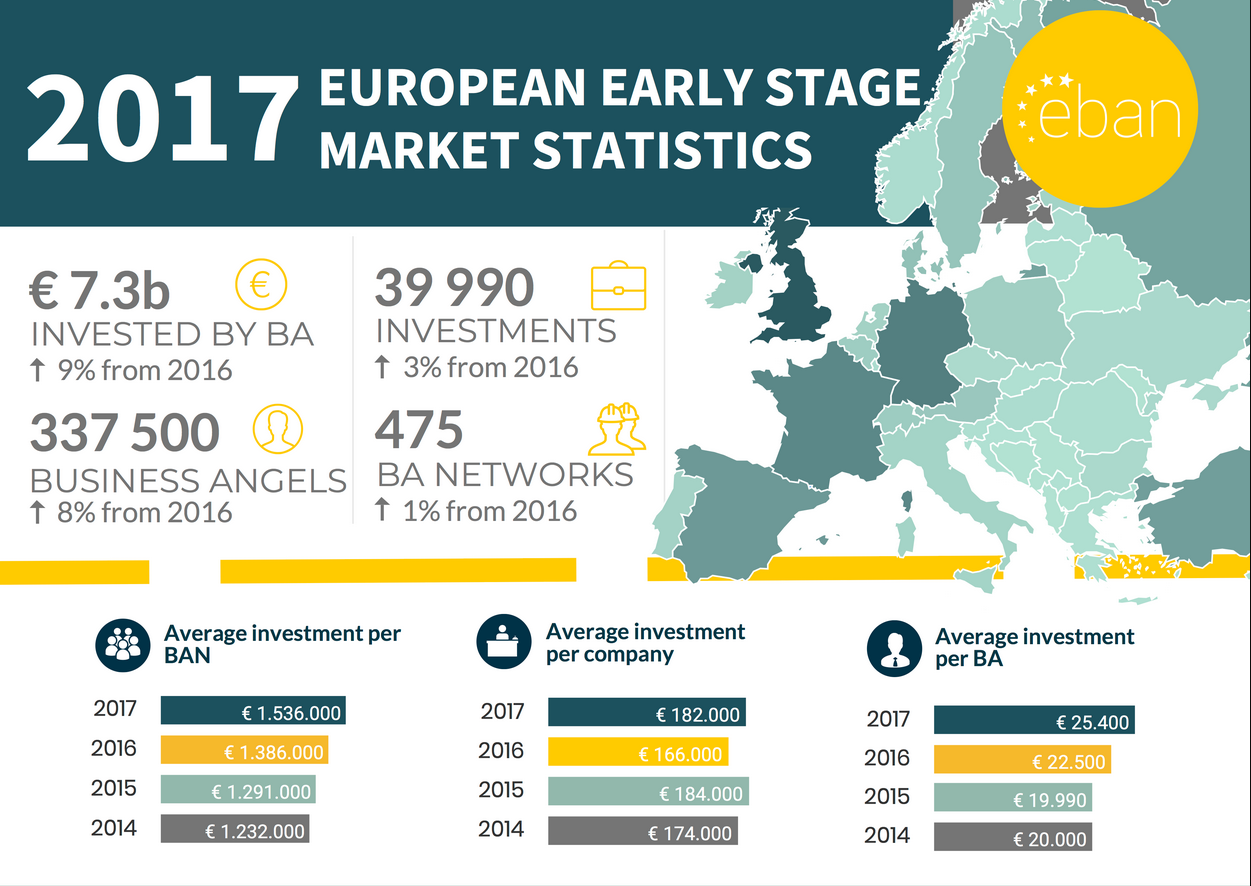 2017
EUROPEAN EARLY STAGE
MARKET STATISTICS
eban
€ 7.3b
INVESTED BY BA
↑ 9% from 2016
39 990
INVESTMENTS
↑ 3% from 2016
337 500
BUSINESS ANGELS
↑ 8% from 2016
475
BA NETWORKS
↑ 1% from 2016
Average investment per
BAN
2017 € 1.536.000
2016 € 1.386.000
2015 € 1.291.000
2014 € 1.232.000
Average investment
per company
2017 € 182.000
2016 € 166.000
2015 € 184.000
2014 € 174.000
Average investment
per BA
2017 € 25.400
2016 € 22.500
2015 € 19.990
2014 € 20.000